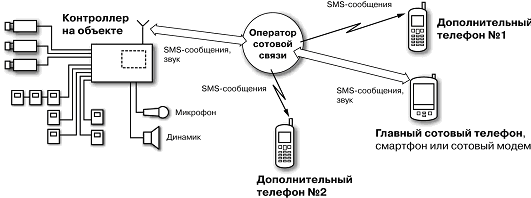 Контроллер
на объекте
SMS-сообщения,
звук
Оператор
сотовой
связи
SMS-сообщения
Дополнительный
телефон №1
SMS-сообщения,
звук
SMS-сообщения
Микрофон
Динамик
Главный сотовый телефон,
смартфон или сотовый модем
Дополнительный
телефон №2